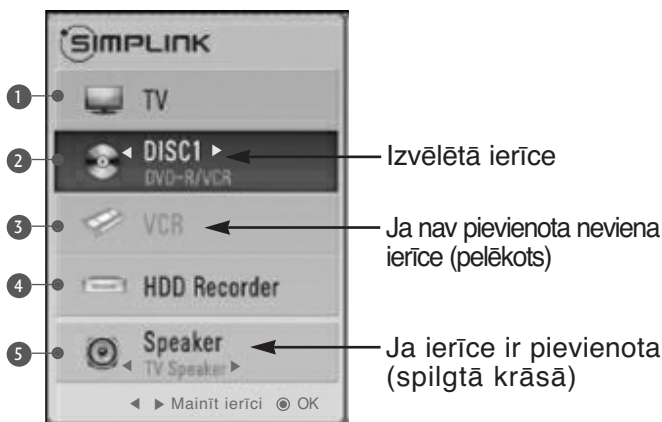 SIMPLINK
1 TV
2 DISC1
DVD-R/VCR
Izvēlētā ierīce
3 VCR
Ja nav pievienota neviena
ierīce (pelēkots)
4 HDD Recorder
5 Speaker
TV Speaker
Ja ierīce ir pievienota
(spilgtā krāsā)
◀ ▶ Mainīt ierīci ◉ OK